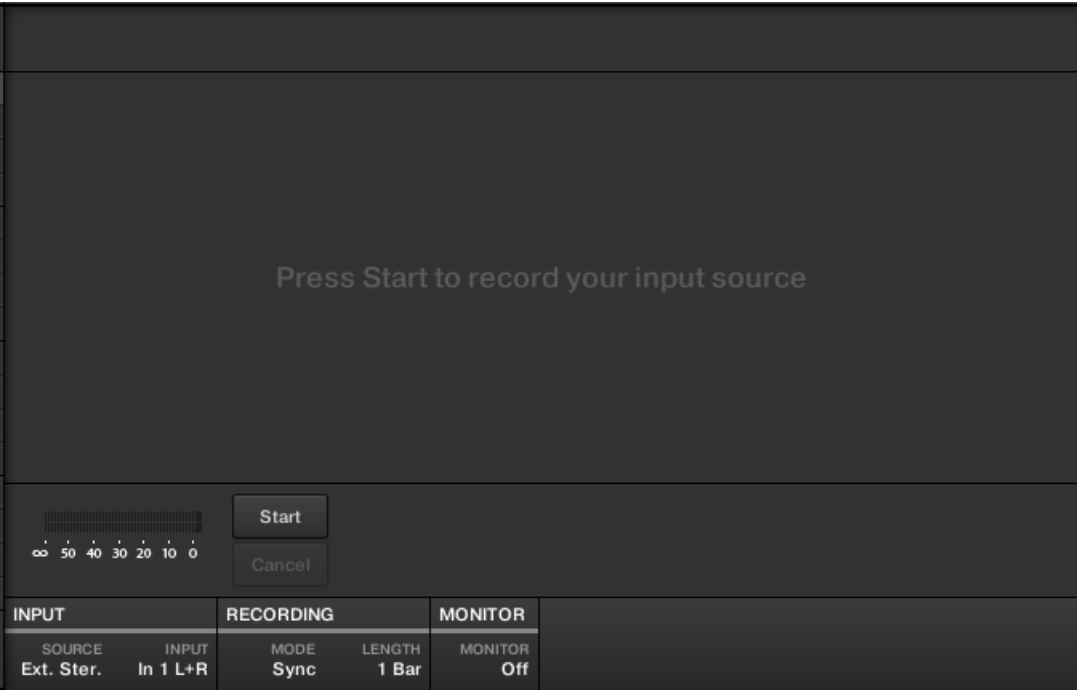 Press Start to record your input source
Start
∞ 50 40 30 20 10 0
Cancel
INPUT RECORDING MONITOR
SOURCE INPUT MODE LENGTH MONITOR
Ext. Ster. In 1 L+R Sync 1 Bar Off